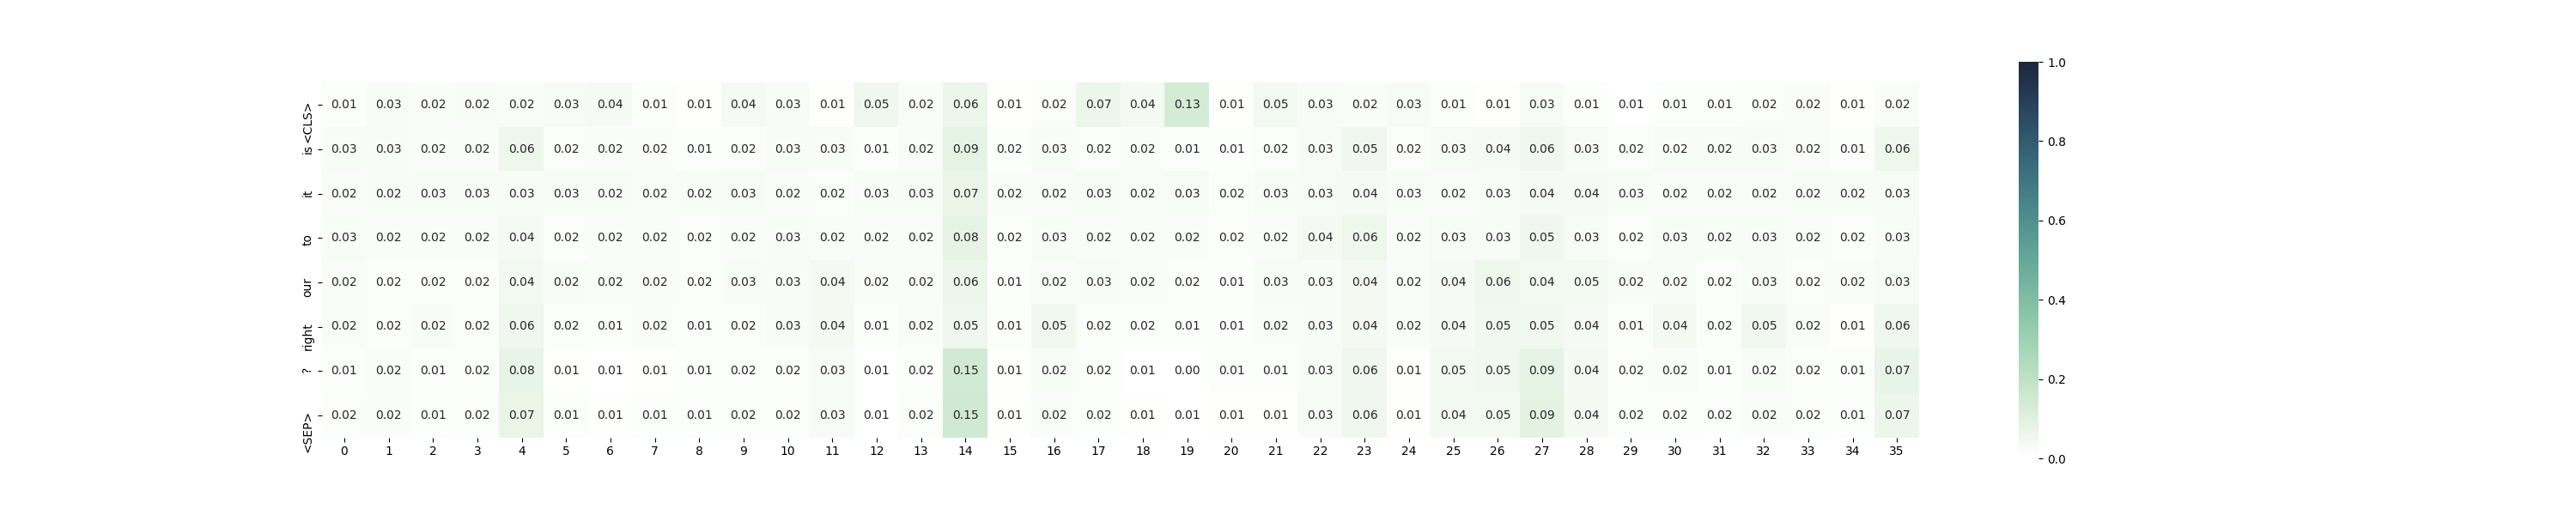 <CLS> 0.01 0.03 0.02 0.02 0.02 0.03 0.04 0.01 0.01 0.04 0.03 0.01 0.05 0.02 0.06 0.01 0.02 0.07 0.04 0.13 0.01 0.05 0.03 0.02 0.03 0.01 0.01 0.03 0.01 0.01 0.01 0.01 0.02 0.02 0.01 0.02
is 0.03 0.03 0.02 0.02 0.06 0.02 0.02 0.02 0.01 0.02 0.03 0.03 0.01 0.02 0.09 0.02 0.03 0.02 0.02 0.01 0.01 0.02 0.03 0.05 0.02 0.03 0.04 0.06 0.03 0.02 0.02 0.02 0.03 0.02 0.01 0.06
it 0.02 0.02 0.03 0.03 0.03 0.03 0.02 0.02 0.02 0.03 0.02 0.02 0.03 0.03 0.07 0.02 0.02 0.03 0.02 0.03 0.02 0.03 0.03 0.04 0.03 0.02 0.03 0.04 0.04 0.03 0.02 0.02 0.02 0.02 0.02 0.03
to 0.03 0.02 0.02 0.02 0.04 0.02 0.02 0.02 0.02 0.02 0.03 0.02 0.02 0.02 0.08 0.02 0.03 0.02 0.02 0.02 0.02 0.02 0.04 0.06 0.02 0.03 0.03 0.05 0.03 0.02 0.03 0.02 0.03 0.02 0.02 0.03
our 0.02 0.02 0.02 0.02 0.04 0.02 0.02 0.02 0.02 0.03 0.03 0.04 0.02 0.02 0.06 0.01 0.02 0.03 0.02 0.02 0.01 0.03 0.03 0.04 0.02 0.04 0.06 0.04 0.05 0.02 0.02 0.02 0.03 0.02 0.02 0.03
right 0.02 0.02 0.02 0.02 0.06 0.02 0.01 0.02 0.01 0.02 0.03 0.04 0.01 0.02 0.05 0.01 0.05 0.02 0.02 0.01 0.01 0.02 0.03 0.04 0.02 0.04 0.05 0.05 0.04 0.01 0.04 0.02 0.05 0.02 0.01 0.06
? 0.01 0.02 0.01 0.02 0.08 0.01 0.01 0.01 0.01 0.02 0.02 0.03 0.01 0.02 0.15 0.01 0.02 0.02 0.01 0.00 0.01 0.01 0.03 0.06 0.01 0.05 0.05 0.09 0.04 0.02 0.02 0.01 0.02 0.02 0.01 0.07
<SEP> 0.02 0.02 0.01 0.02 0.07 0.01 0.01 0.01 0.01 0.02 0.02 0.03 0.01 0.02 0.15 0.01 0.02 0.02 0.01 0.01 0.01 0.01 0.03 0.06 0.01 0.04 0.05 0.09 0.04 0.02 0.02 0.02 0.02 0.02 0.01 0.07
0 1 2 3 4 5 6 7 8 9 10 11 12 13 14 15 16 17 18 19 20 21 22 23 24 25 26 27 28 29 30 31 32 33 34 35
1.0
0.8
0.6
0.4
0.2
0.0